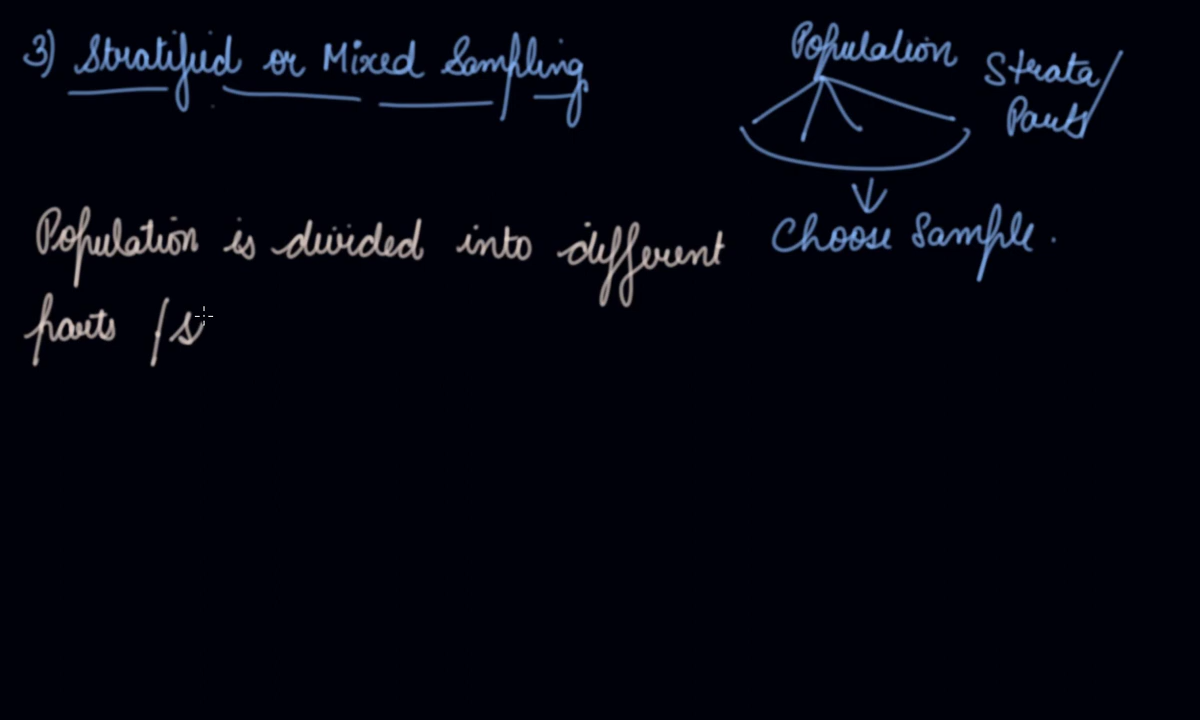 3) Stratified or Mixed Sampling
Population
Strata/
Parts
Choose Sample.
Population is divided into different
parts /s